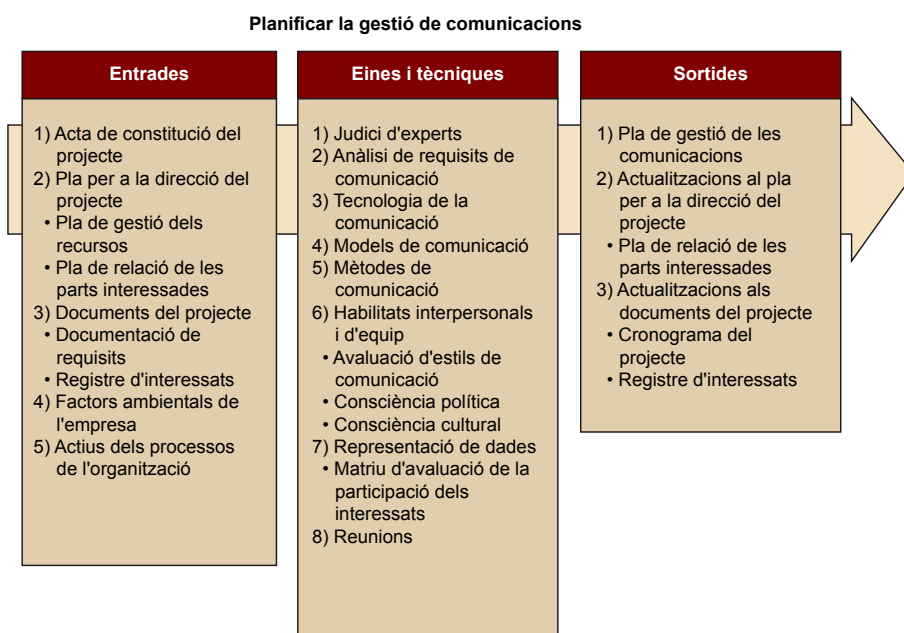 Planificar la gestió de comunicacions
Entrades
1) Acta de constitució del
projecte
2) Pla per a la direcció del
projecte
• Pla de gestió dels
recursos
• Pla de relació de les
parts interessades
3) Documents del projecte
• Documentació de
requisits
• Registre d'interessats
4) Factors ambientals de
l'empresa
5) Actius dels processos
de l'organització
Eines i tècniques
1) Judici d'experts
2) Anàlisi de requisits de
comunicació
3) Tecnologia de la
comunicació
4) Models de comunicació
5) Mètodes de
comunicació
6) Habilitats interpersonals
i d'equip
• Avaluació d'estils de
comunicació
• Consciència política
• Consciència cultural
7) Representació de dades
• Matriu d'avaluació de la
participació dels
interessats
8) Reunions
Sortides
1) Pla de gestió de les
comunicacions
2) Actualitzacions al pla
per a la direcció del
projecte
• Pla de relació de les
parts interessades
3) Actualitzacions als
documents del projecte
• Cronograma del
projecte
• Registre d'interessats